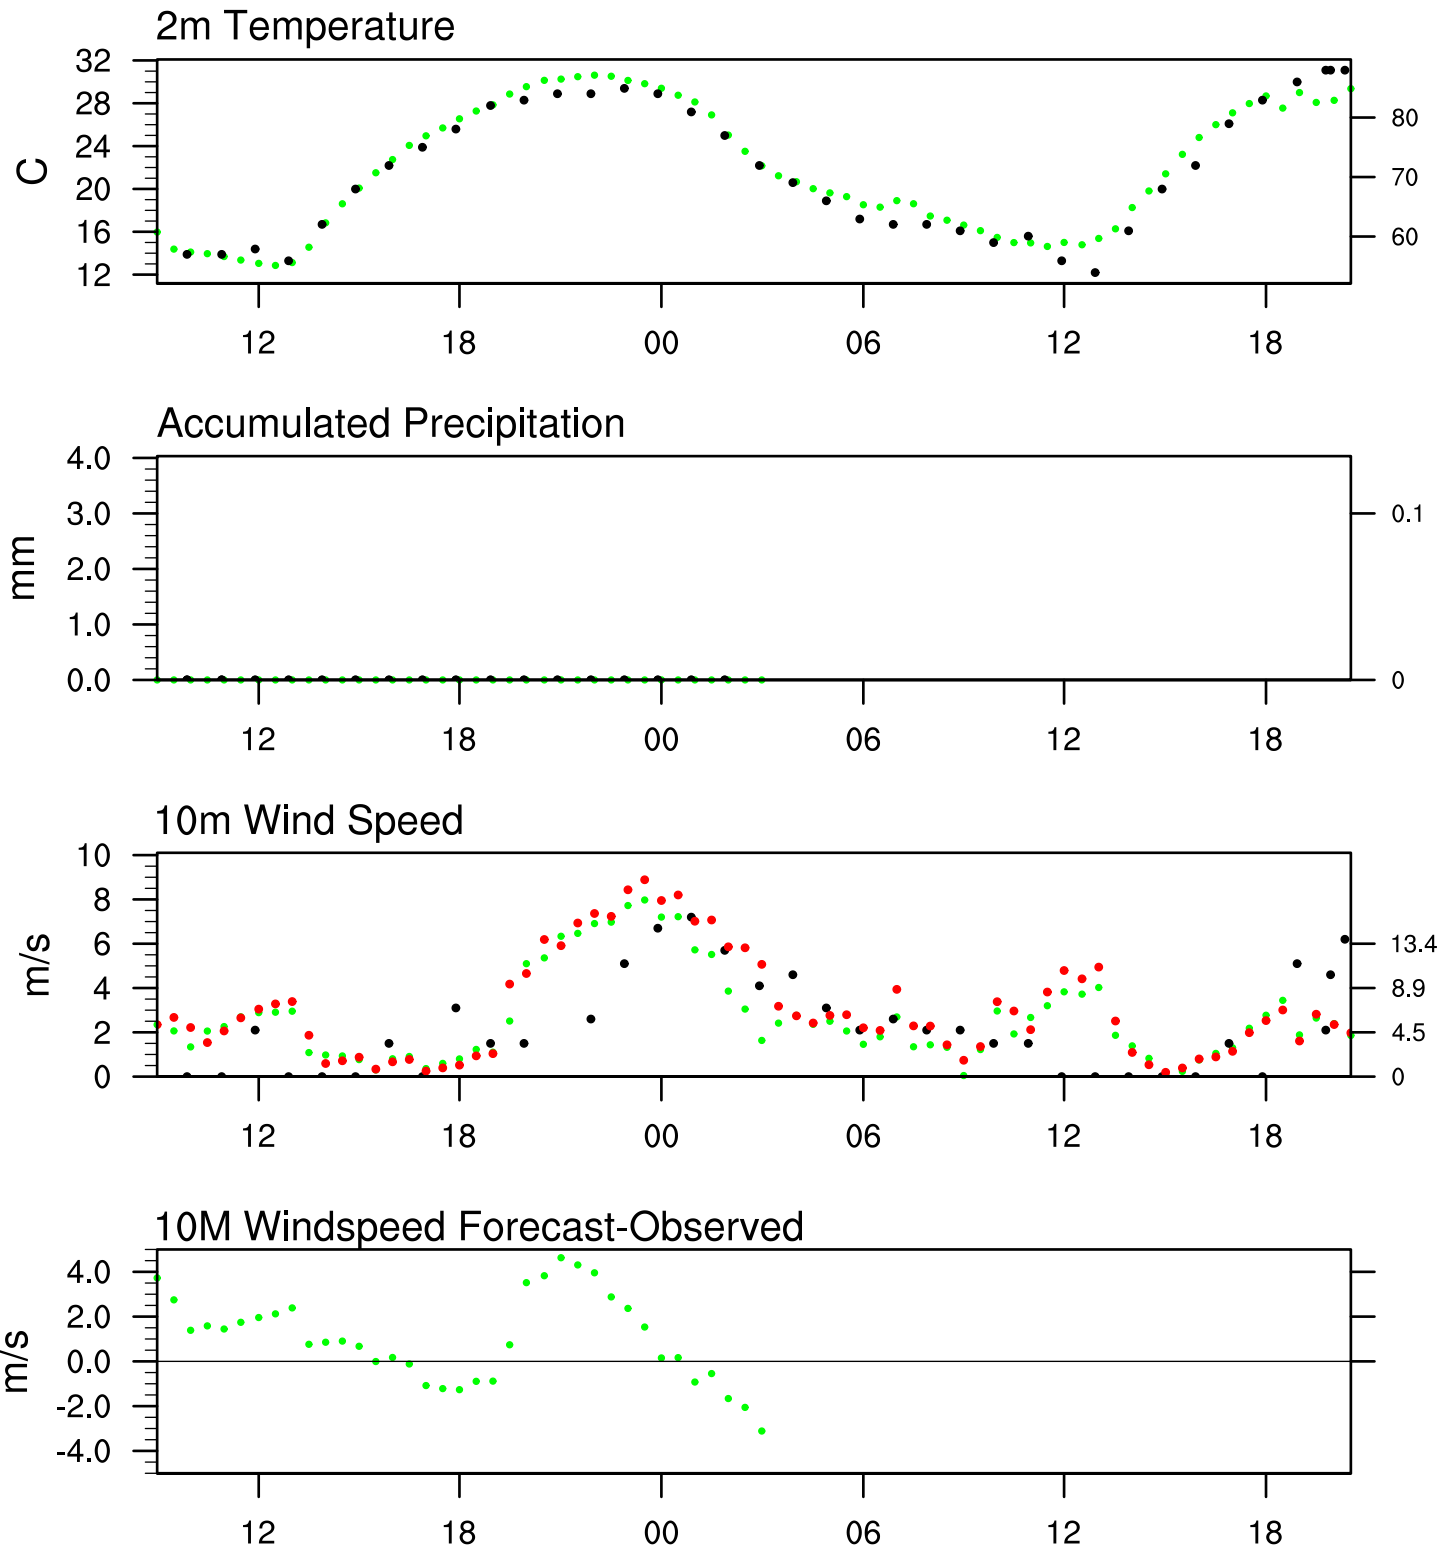 2m Temperature
32
28
24
20
16
12
C
80
70
60
12 18 00 06 12 18
Accumulated Precipitation
4.0
3.0
2.0
1.0
0.0
mm
0.1
0
12 18 00 06 12 18
10m Wind Speed
10
8
6
4
2
0
m/s
13.4
8.9
4.5
0
12 18 00 06 12 18
10M Windspeed Forecast-Observed
4.0
2.0
0.0
-2.0
-4.0
m/s
12 18 00 06 12 18